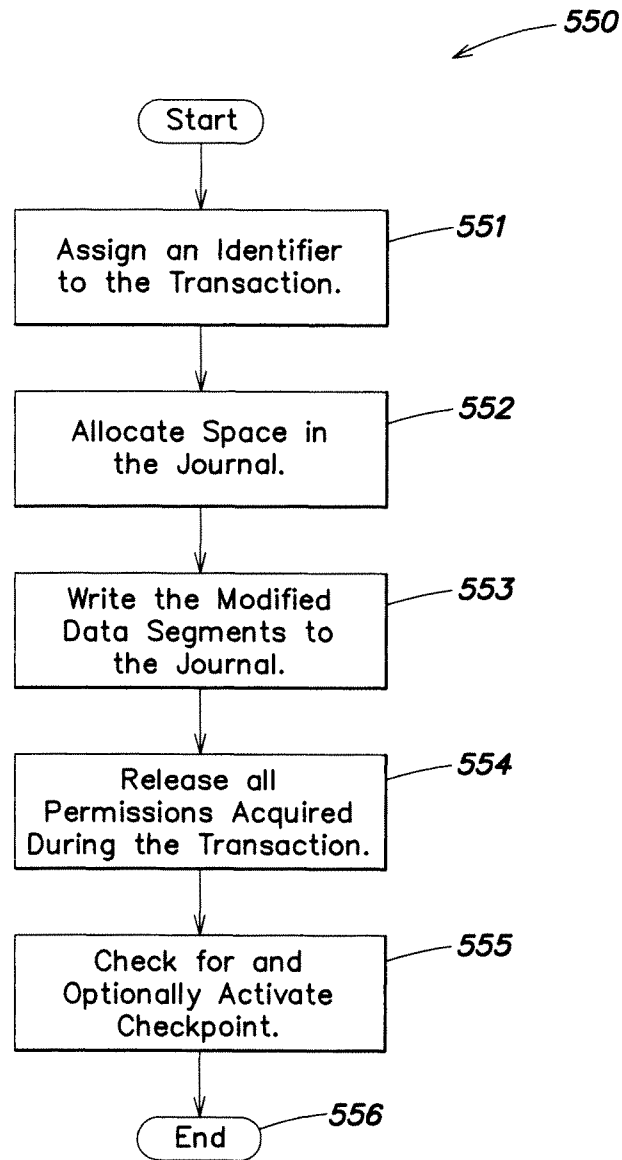 550
Start
551
Assign an Identifier
to the Transaction.
552
Allocate Space in
the Journal.
553
Write the Modified
Data Segments to
the Journal.
554
Release all
Permissions Acquired
During the Transaction.
555
Check for and
Optionally Activate
Checkpoint.
556
End